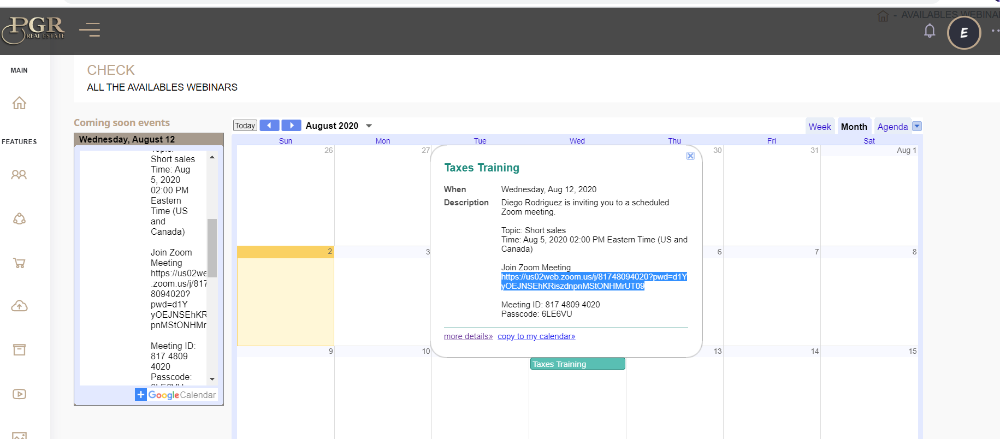 PGR
REAL ESTATE
- AVAILABLES WEBINA
E
MAIN
FEATURES
CHECK
ALL THE AVAILABLES WEBINARS
Coming soon events
Wednesday, August 12
Topic:
Short sales
Time: Aug
5, 2020
02:00 PM
Eastern
Time (US
and
Canada)
Join Zoom
Meeting
https://us02we
.zoom.us/j/817
8094020?
pwd=d1Y
yOEJNSEhKR
pnMStONHMr
Meeting ID:
817 4809
4020
Passcode:
6LE6VU
Google Calendar
Today
August 2020
Week
Month
Agenda
Sun Mon Tue Wed Thu Fri Sat
26 27 30 31 Aug 1
2 3 6 7 8
9 10 13 14 15
Taxes Training
When Wednesday, Aug 12, 2020
Description Diego Rodriguez is inviting you to a scheduled
Zoom meeting.
Topic: Short sales
Time: Aug 5, 2020 02:00 PM Eastern Time (US and
Canada)
Join Zoom Meeting
https://us02web.zoom.us/j/81748094020?pwd=d1Y
yOEJNSEhKRiszdnpnMStONHMrUT09
Meeting ID: 817 4809 4020
Passcode: 6LE6VU
more details» copy to my calendar»
Taxes Training